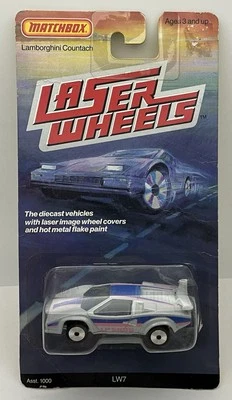 MATCHBOX
Ages 3 and up
Lamborghini Countach
LASER
WHEELS
TM
The diecast vehicles
with laser image wheel covers
and hot metal flake paint
Asst. 1000
LW7